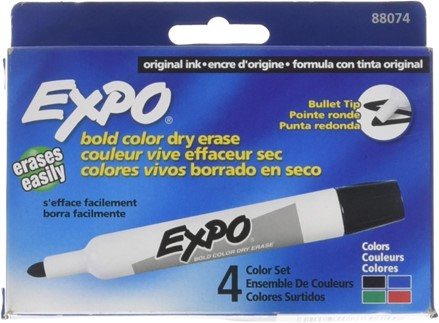 88074
original ink • encre d'origine • formula con tinta original
EXPO®
Bullet Tip
Pointe ronde
Punta redonda
bold color dry erase
couleur vive effaceur sec
colores vivos borrado en seco
erases
easily
s'efface facilement
borra facilmente
EXPO
BOLD COLOR DRY ERASE
4 Color Set
Ensemble De Couleurs
Colores Surtidos
Colors
Couleurs
Colores